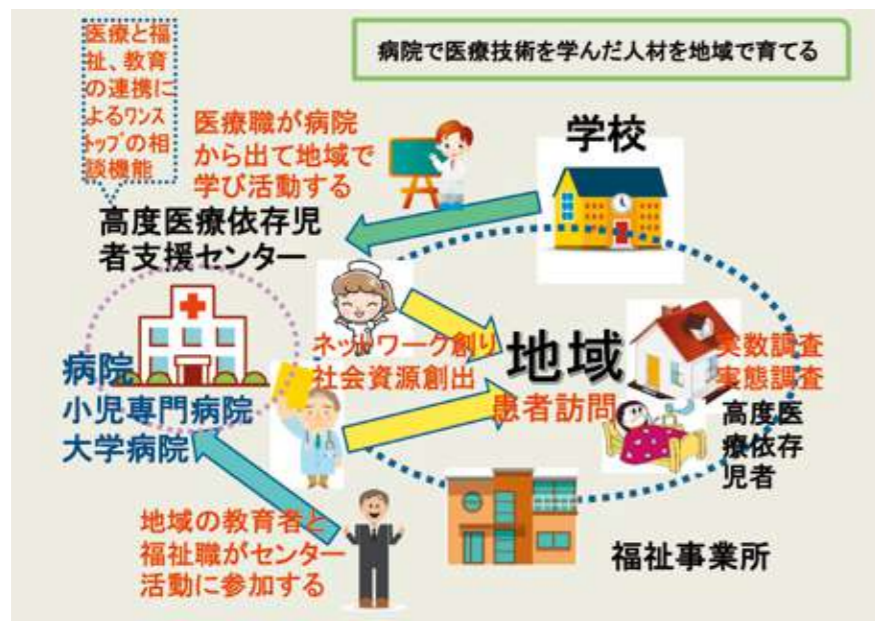 医療と福
祉、教育
の連携に
よるワンス
トップの相
談機能
病院で医療技術を学んだ人材を地域で育てる
医療職が病院
から出て地域で
学び活動する
学校
高度医療依存児
者支援センター
ネットワーク創り
社会資源創出
地域
患者訪問
実数調査
実態調査
高度医
療依存
児者
病院
小児専門病院
大学病院
地域の教育者と
福祉職がセンター
活動に参加する
福祉事業所